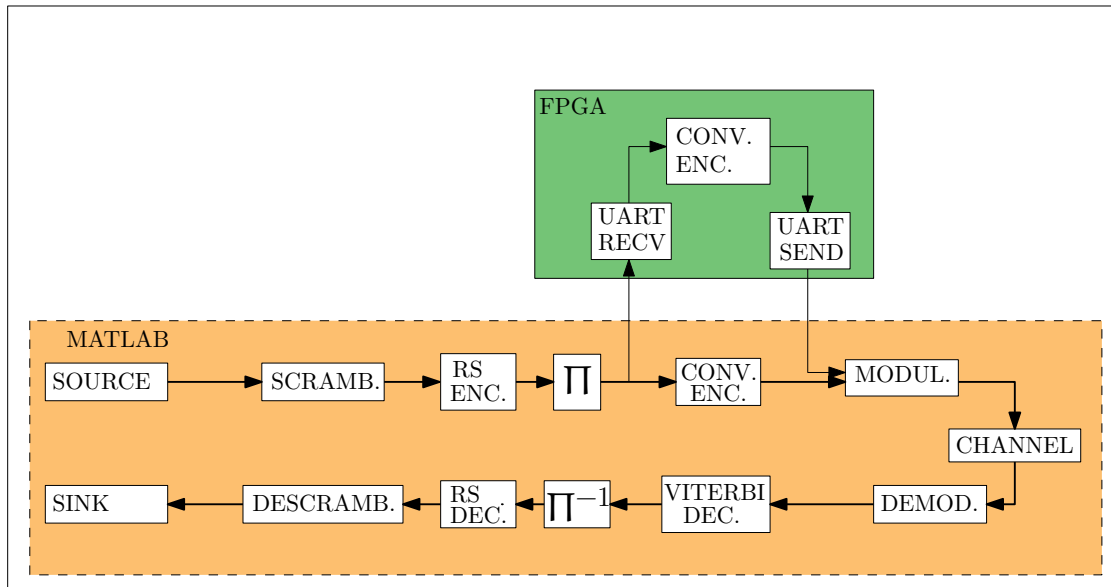 FPGA
CONV.
ENC.
UART
RECV
UART
SEND
MATLAB
SOURCE
SCRAMB.
RS
ENC.
∏
CONV.
ENC.
MODUL.
CHANNEL
SINK
DESCRAMB.
RS
DEC.
∏⁻¹
VITERBI
DEC.
DEMOD.